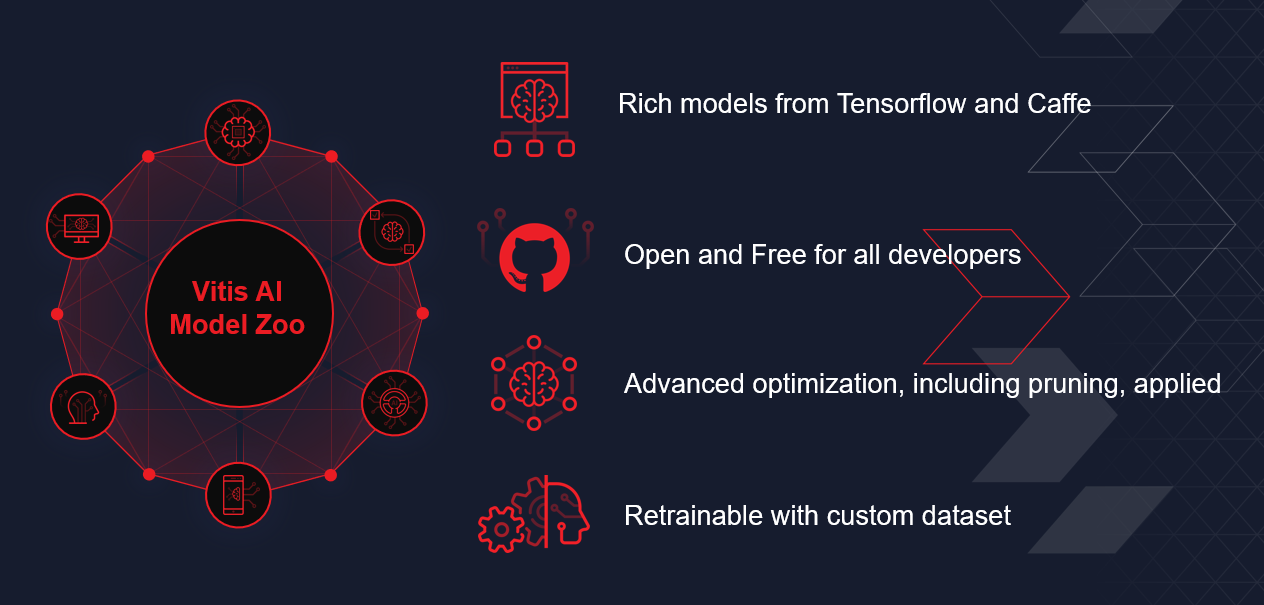 Vitis AI
Model Zoo
Rich models from Tensorflow and Caffe
Open and Free for all developers
Advanced optimization, including pruning, applied
Retrainable with custom dataset